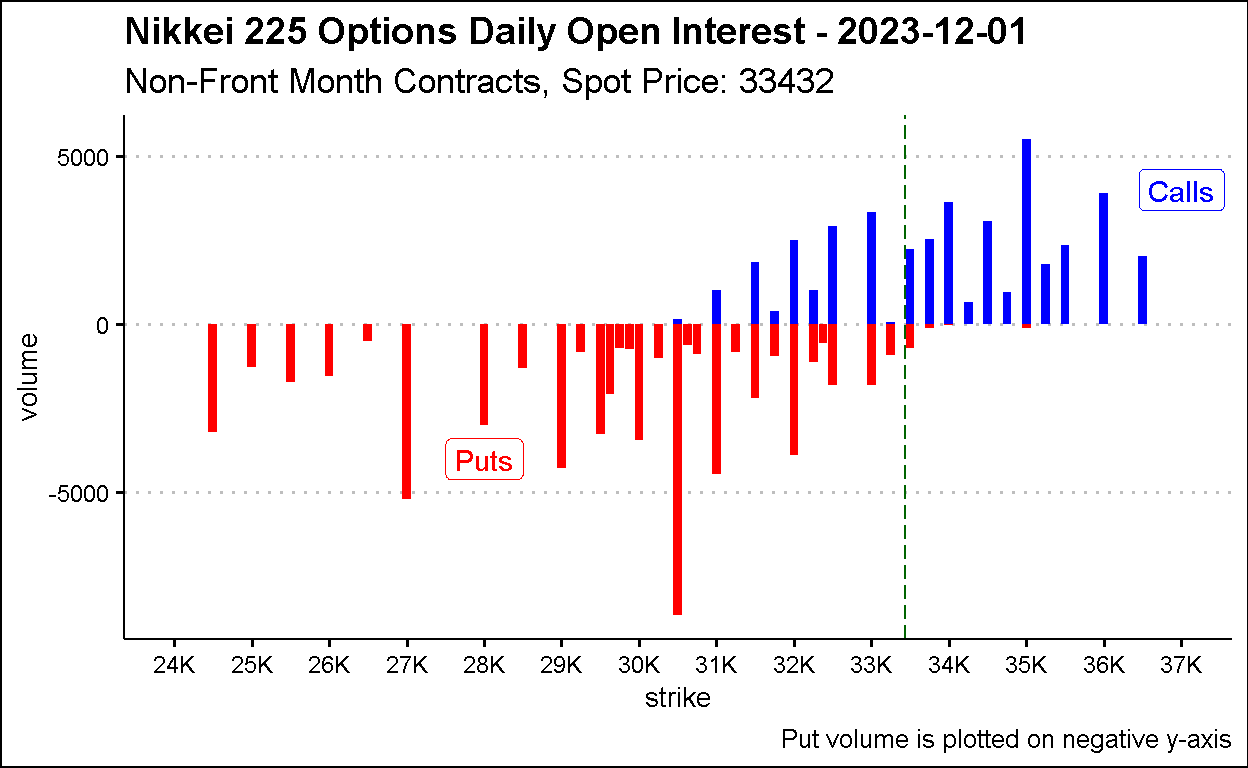 Nikkei 225 Options Daily Open Interest - 2023-12-01
Non-Front Month Contracts, Spot Price: 33432
5000
Calls
0
volume
Puts
-5000
24K 25K 26K 27K 28K 29K 30K 31K 32K 33K 34K 35K 36K 37K
strike
Put volume is plotted on negative y-axis